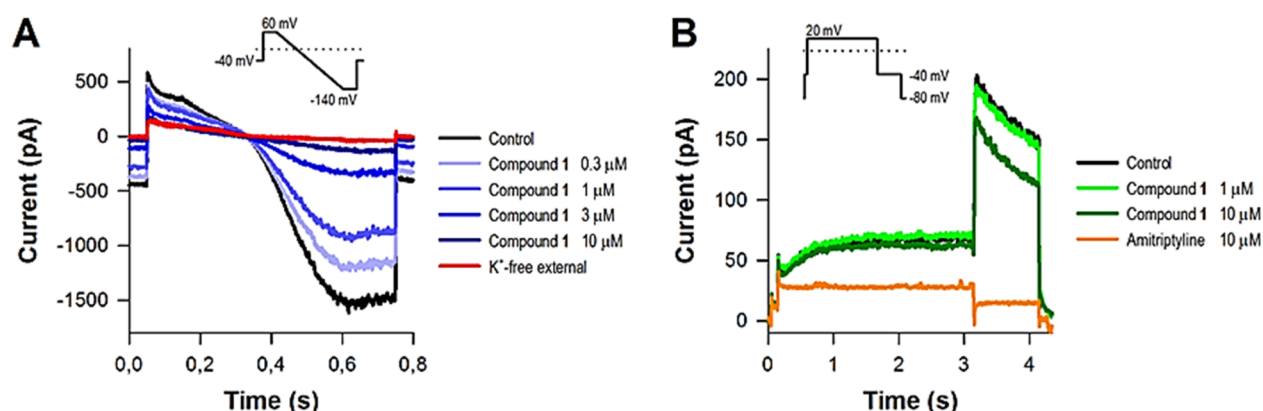 A
60 mV
-40 mV
-140 mV
500
0
-500
-1000
-1500
Current (pA)
0,0 0,2 0,4 0,6 0,8
Time (s)
Control
Compound 1 0.3 µM
Compound 1 1 µM
Compound 1 3 µM
Compound 1 10 µM
K⁺-free external
B
20 mV
-40 mV
-80 mV
200
150
100
50
0
Current (pA)
0 1 2 3 4
Time (s)
Control
Compound 1 1 µM
Compound 1 10 µM
Amitriptyline 10 µM